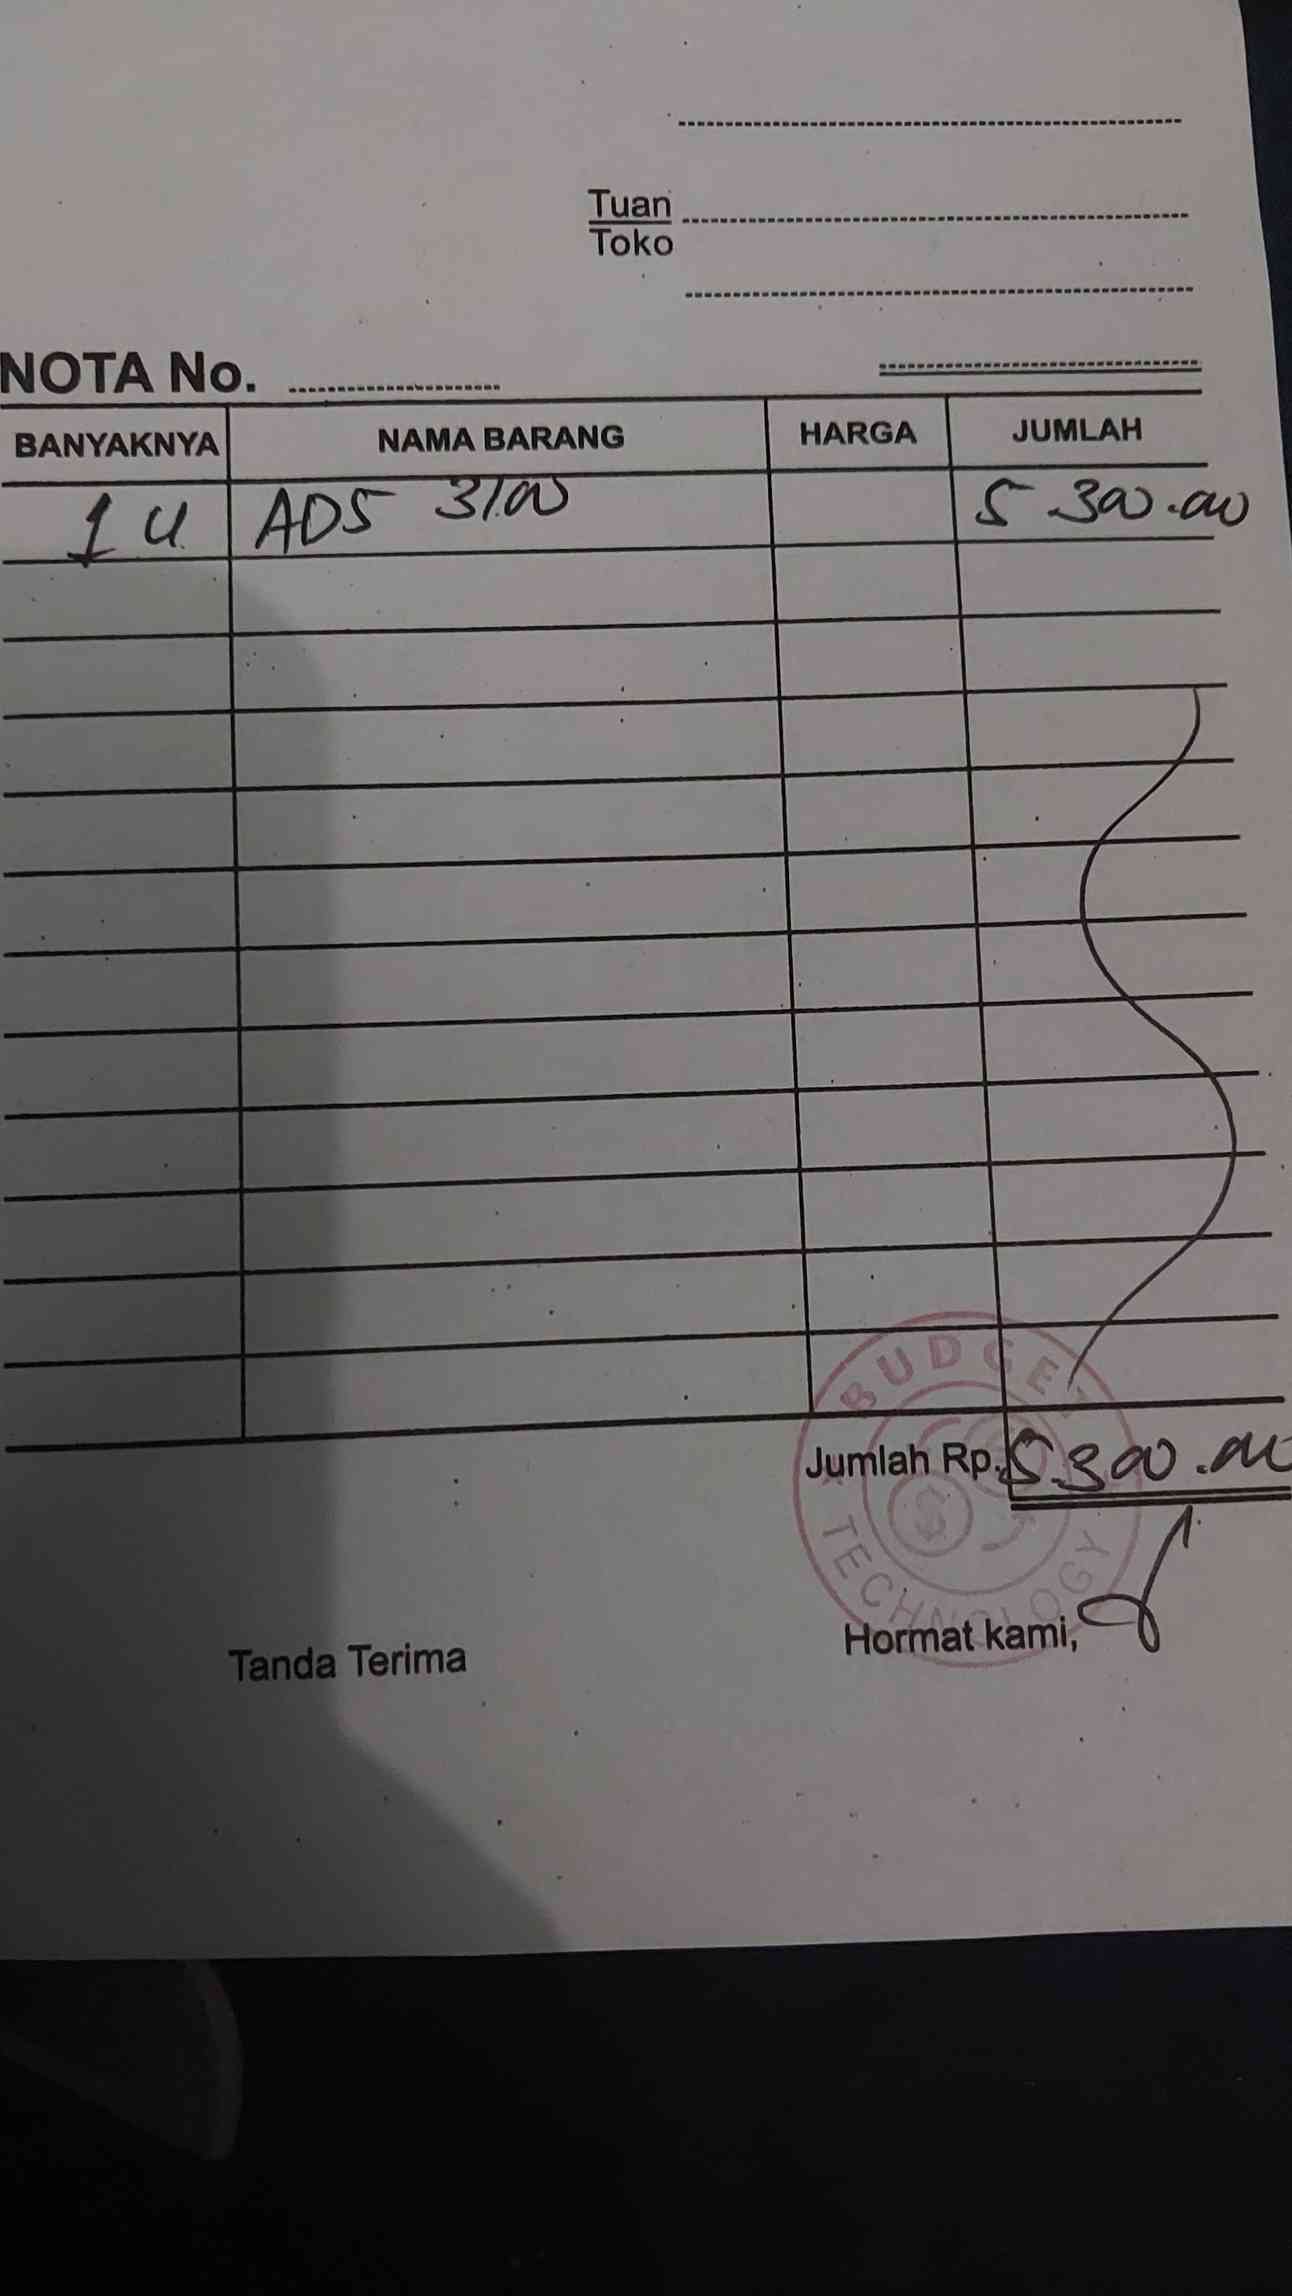 Tuan
Toko
NOTA No.
BANYAKNYA NAMA BARANG HARGA JUMLAH
1 U ADS 3100 5.300.000
Jumlah Rp. 5.300.000
BUDGET
TECHNOLOGY
Tanda Terima Hormat kami,